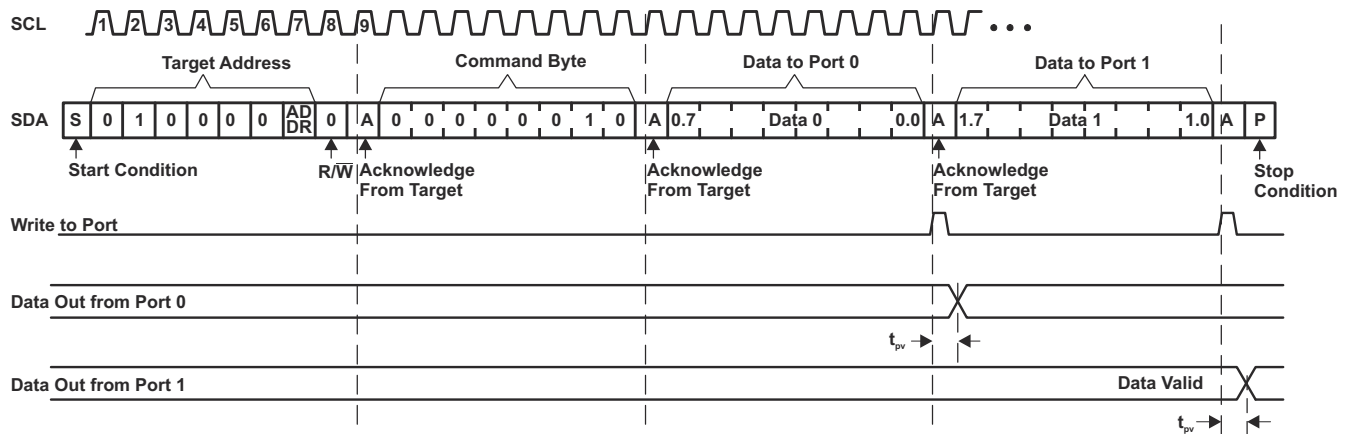 SCL 1 2 3 4 5 6 7 8 9 • • •
Target Address Command Byte Data to Port 0 Data to Port 1
SDA S 0 1 0 0 0 0 AD DR 0 A 0 0 0 0 0 0 1 0 A 0.7 Data 0 0.0 A 1.7 Data 1 1.0 A P
Start Condition R/W̅ Acknowledge From Target Acknowledge From Target Acknowledge From Target Stop Condition
Write to Port
Data Out from Port 0
tpv
Data Out from Port 1 Data Valid
tpv